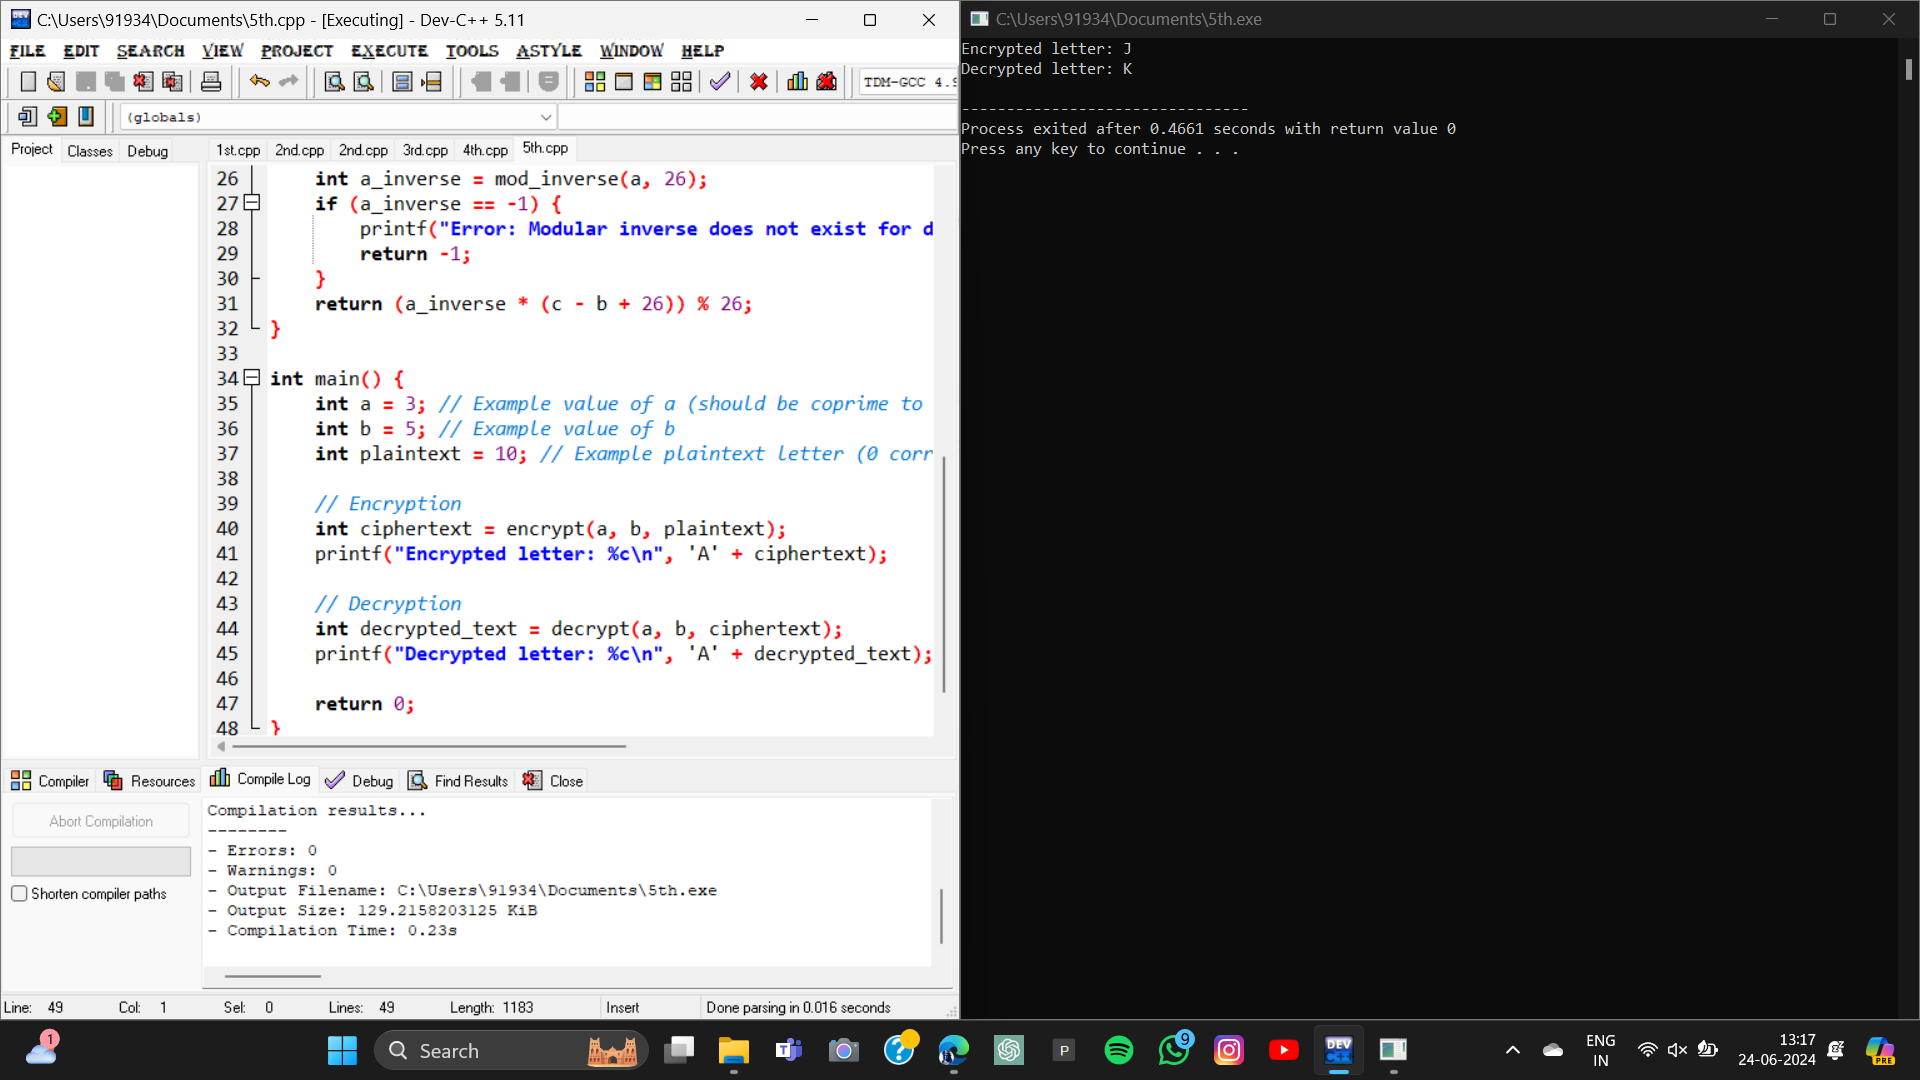 C:\Users\91934\Documents\5th.cpp - [Executing] - Dev-C++ 5.11
FILE EDIT SEARCH VIEW PROJECT EXECUTE TOOLS ASTYLE WINDOW HELP
TDM-GCC 4.9
(globals)
Project Classes Debug
1st.cpp 2nd.cpp 2nd.cpp 3rd.cpp 4th.cpp 5th.cpp
26 int a_inverse = mod_inverse(a, 26);
27 if (a_inverse == -1) {
28 printf("Error: Modular inverse does not exist for d
29 return -1;
30 }
31 return (a_inverse * (c - b + 26)) % 26;
32 }
33
34 int main() {
35 int a = 3; // Example value of a (should be coprime to
36 int b = 5; // Example value of b
37 int plaintext = 10; // Example plaintext letter (0 corr
38
39 // Encryption
40 int ciphertext = encrypt(a, b, plaintext);
41 printf("Encrypted letter: %c\n", 'A' + ciphertext);
42
43 // Decryption
44 int decrypted_text = decrypt(a, b, ciphertext);
45 printf("Decrypted letter: %c\n", 'A' + decrypted_text);
46
47 return 0;
48 }
Compiler Resources Compile Log Debug Find Results Close
Abort Compilation
Shorten compiler paths
Compilation results...
--------
- Errors: 0
- Warnings: 0
- Output Filename: C:\Users\91934\Documents\5th.exe
- Output Size: 129.2158203125 KiB
- Compilation Time: 0.23s
Line: 49 Col: 1 Sel: 0 Lines: 49 Length: 1183 Insert Done parsing in 0.016 seconds
C:\Users\91934\Documents\5th.exe
Encrypted letter: J
Decrypted letter: K
--------------------------------
Process exited after 0.4661 seconds with return value 0
Press any key to continue . . .
1
Search
P
9
DEV
ENG
IN
13:17
24-06-2024
PRE